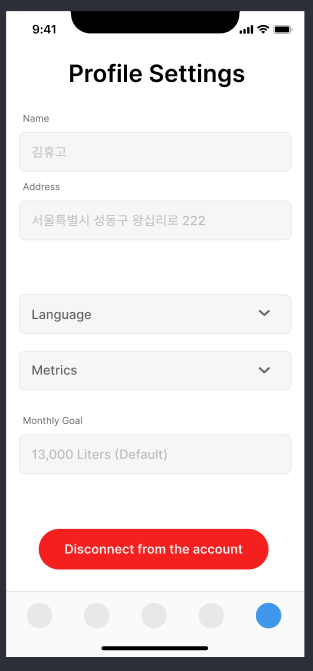 9:41
Profile Settings
Name
김휴고
Address
서울특별시 성동구 왕십리로 222
Language
Metrics
Monthly Goal
13,000 Liters (Default)
Disconnect from the account